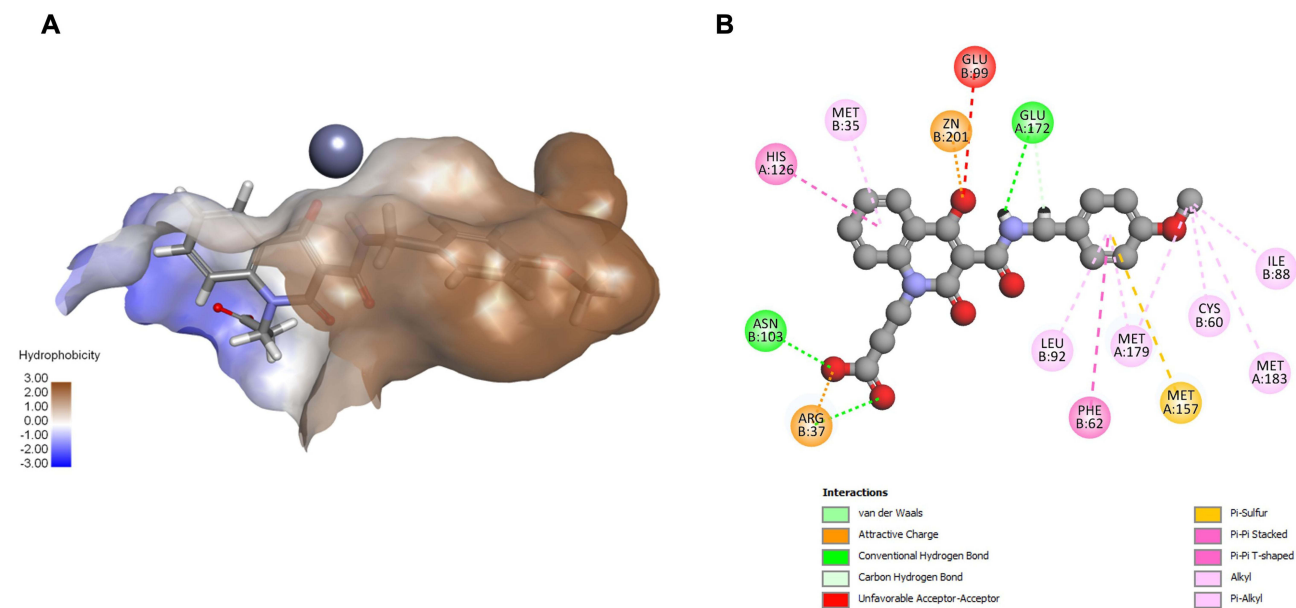 A
B
GLU
B:99
MET
B:35
ZN
B:201
GLU
A:172
HIS
A:126
ILE
B:88
CYS
B:60
ASN
B:103
LEU
B:92
MET
A:179
MET
A:183
ARG
B:37
PHE
B:62
MET
A:157
Hydrophobicity
3.00
2.00
1.00
0.00
-1.00
-2.00
-3.00
Interactions
van der Waals
Attractive Charge
Conventional Hydrogen Bond
Carbon Hydrogen Bond
Unfavorable Acceptor-Acceptor
Pi-Sulfur
Pi-Pi Stacked
Pi-Pi T-shaped
Alkyl
Pi-Alkyl